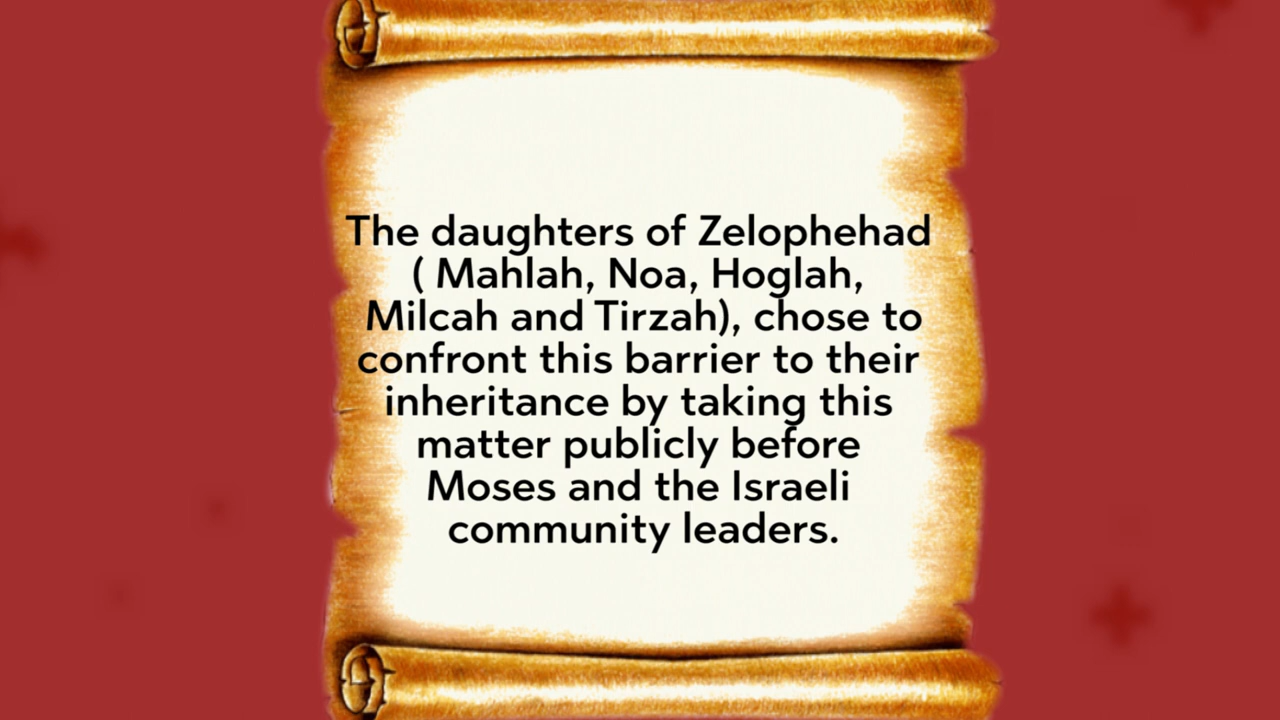 The daughters of Zelophehad
( Mahlah, Noa, Hoglah,
Milcah and Tirzah), chose to
confront this barrier to their
inheritance by taking this
matter publicly before
Moses and the Israeli
community leaders.